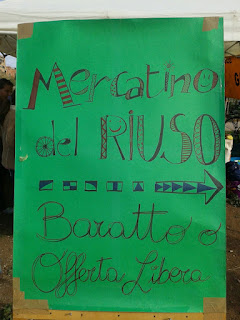 Mercatino
del RIUSO
Baratto o
Offerta Libera